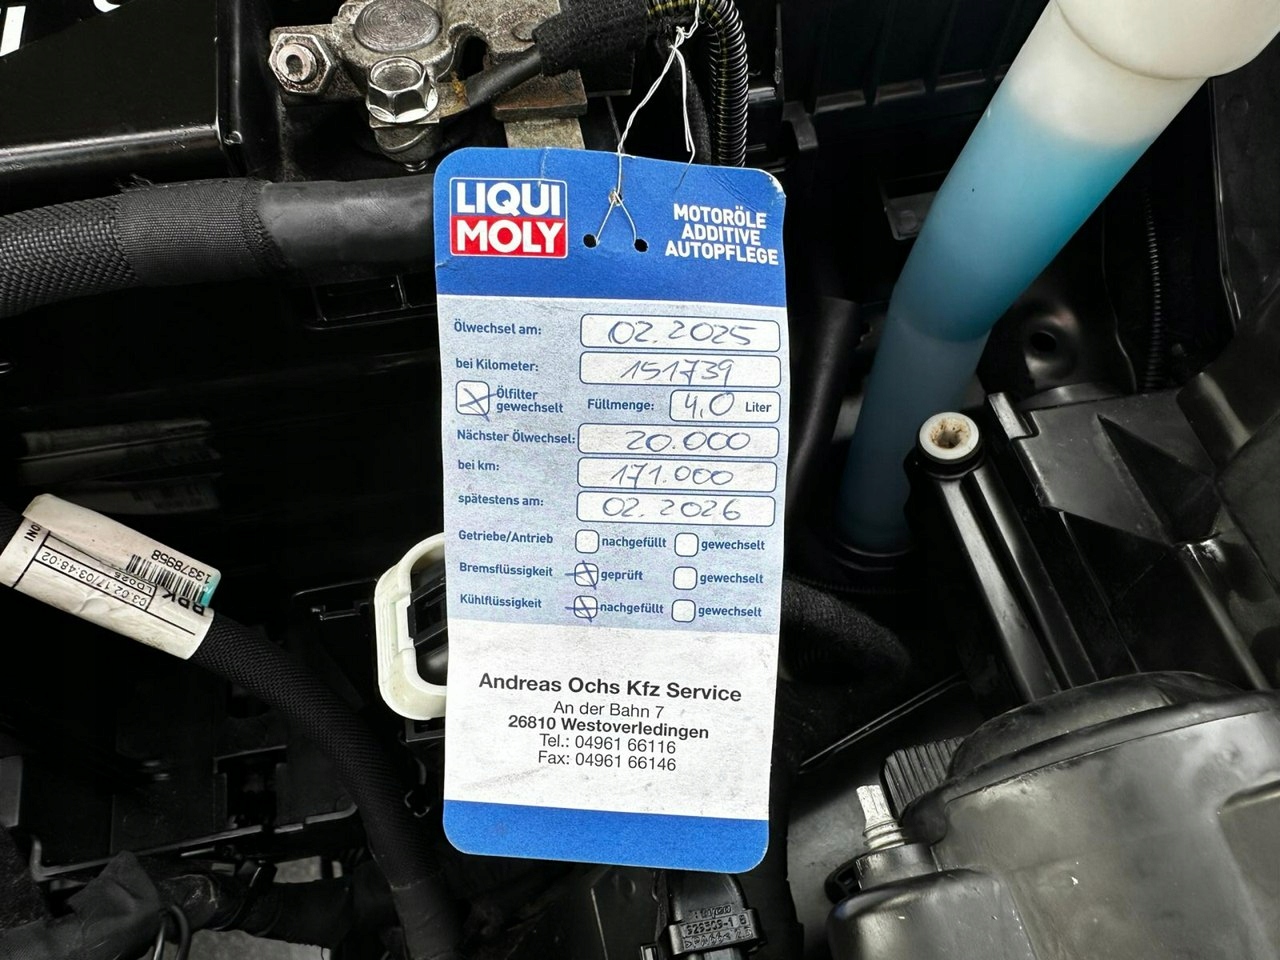 LIQUI
MOLY
MOTORÖLE
ADDITIVE
AUTOPFLEGE
Ölwechsel am: 02.2025
bei Kilometer: 151739
Ölfilter
gewechselt
Füllmenge: 4,0 Liter
Nächster Ölwechsel: 20.000
bei km: 171.000
spätestens am: 02.2026
Getriebe/Antrieb nachgefüllt gewechselt
Bremsflüssigkeit geprüft gewechselt
Kühlflüssigkeit nachgefüllt gewechselt
Andreas Ochs Kfz Service
An der Bahn 7
26810 Westoverledingen
Tel.: 04961 66116
Fax: 04961 66146
13378958